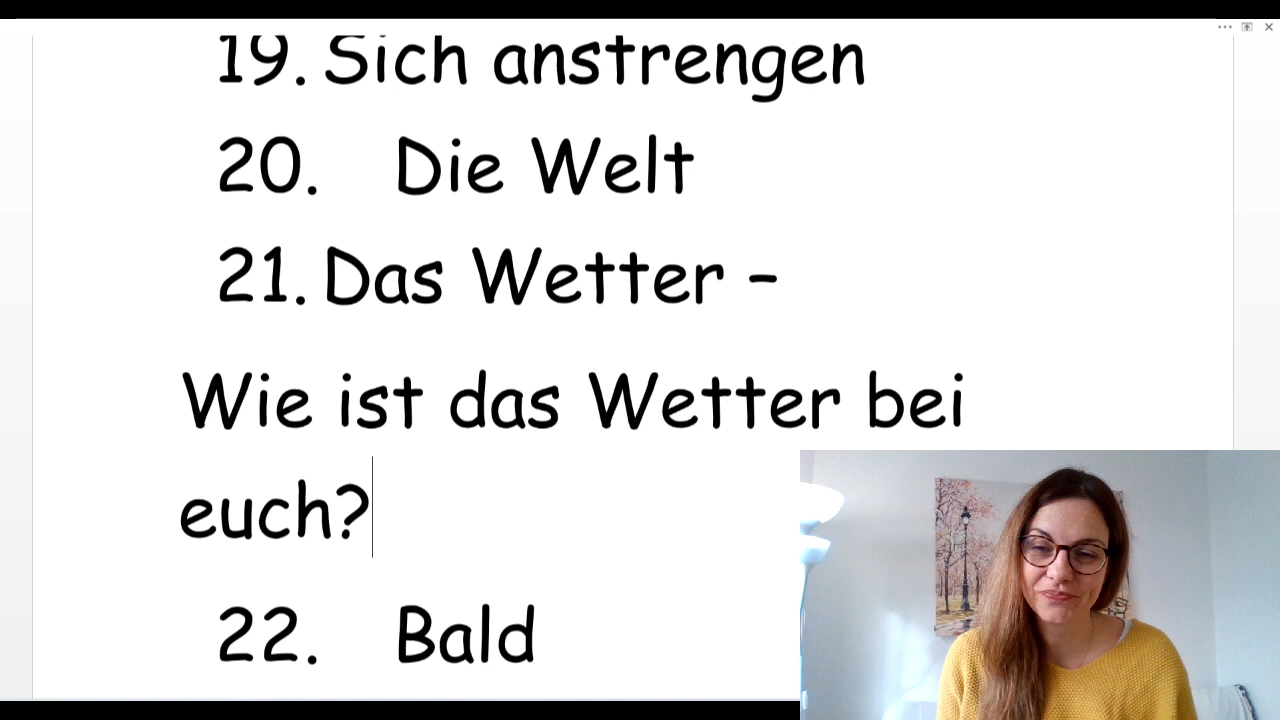 19. Sich anstrengen
20. Die Welt
21. Das Wetter –
Wie ist das Wetter bei
euch?
22. Bald